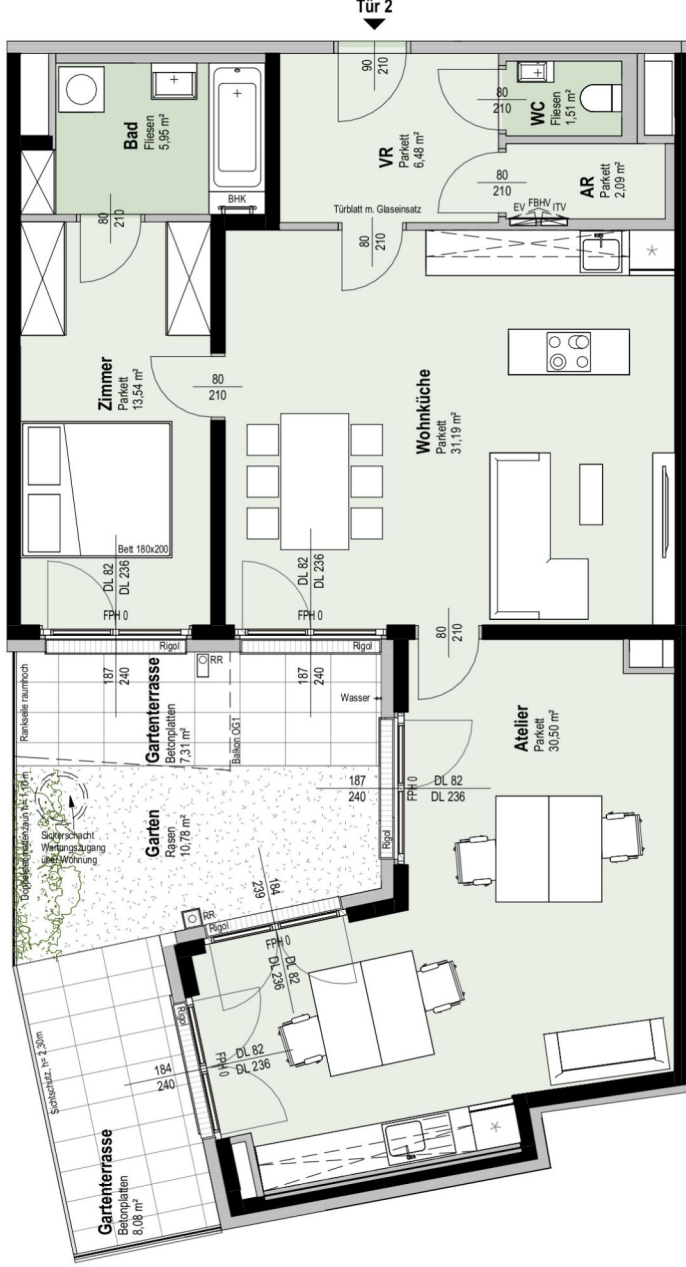 Tür 2
90
210
Bad
Fliesen
5,95 m²
BHK
VR
Parkett
6,48 m²
80
210
WC
Fliesen
1,51 m²
80
210
AR
Parkett
2,09 m²
EV FBHV ITV
Türblatt m. Glaseinsatz
80
210
80
210
Zimmer
Parkett
13,54 m²
80
210
Wohnküche
Parkett
31,19 m²
Bett 180x200
DL 82
DL 236
FPH 0
DL 82
DL 236
FPH 0
Rigol
187
240
Rigol
187
240
80
210
RR
Rankseile raumhoch
Gartenterrasse
Betonplatten
7,31 m²
Balkon OG1
Wasser
Atelier
Parkett
30,50 m²
187
240
FPH 0
DL 82
DL 236
Rigol
Sickerschacht
Wartungszugang
über Wohnung
Garten
Rasen
10,78 m²
184
239
RR
Rigol
FPH 0
DL 82
DL 236
Sichtschutz, h= 2,30m
Rigol
184
240
FPH 0
DL 82
DL 236
Gartenterrasse
Betonplatten
8,08 m²